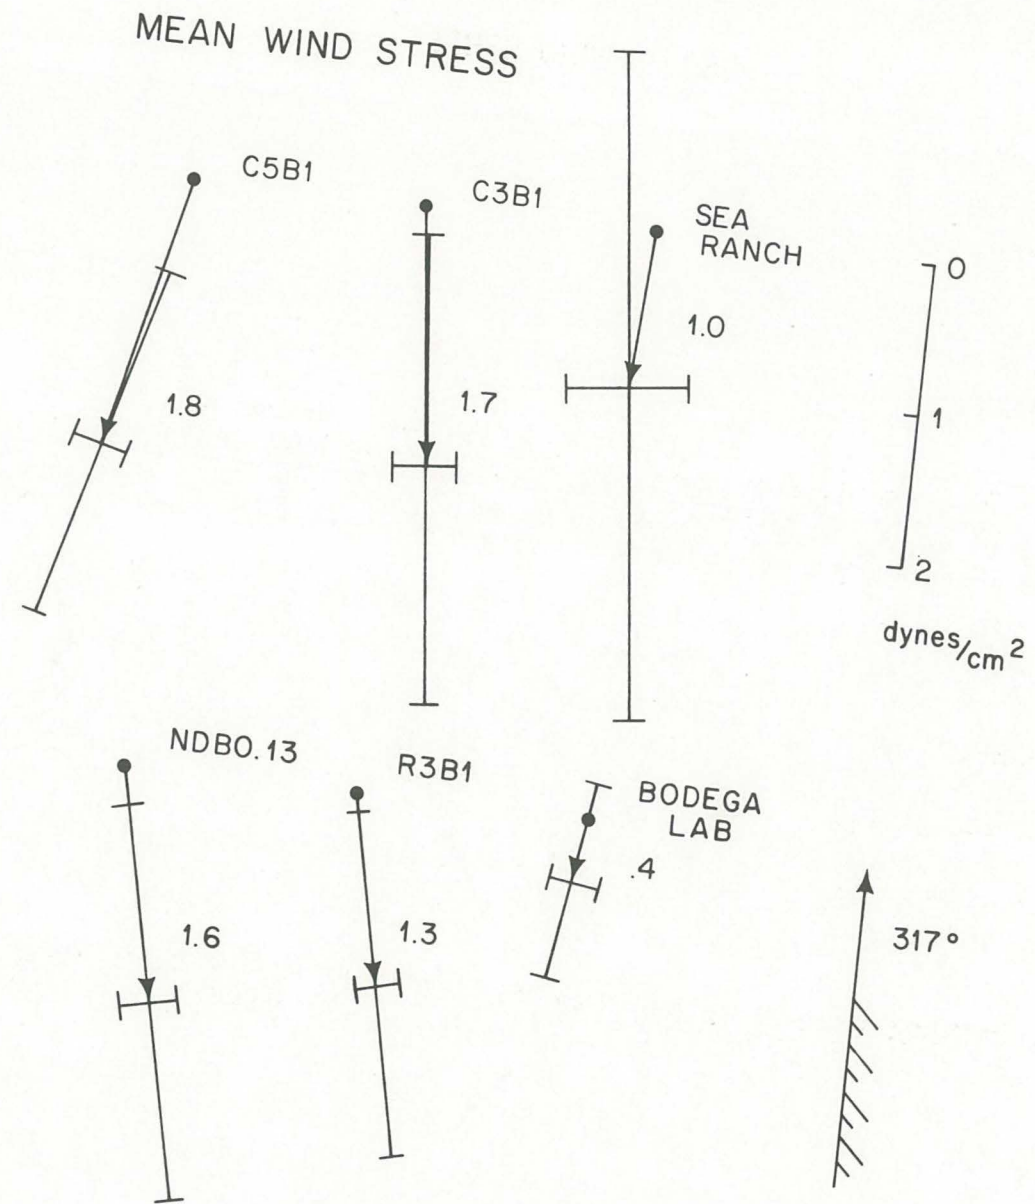 MEAN WIND STRESS
C5B1
1.8
C3B1
1.7
SEA
RANCH
1.0
0
1
2
dynes/cm²
NDBO.13
1.6
R3B1
1.3
BODEGA
LAB
.4
317°